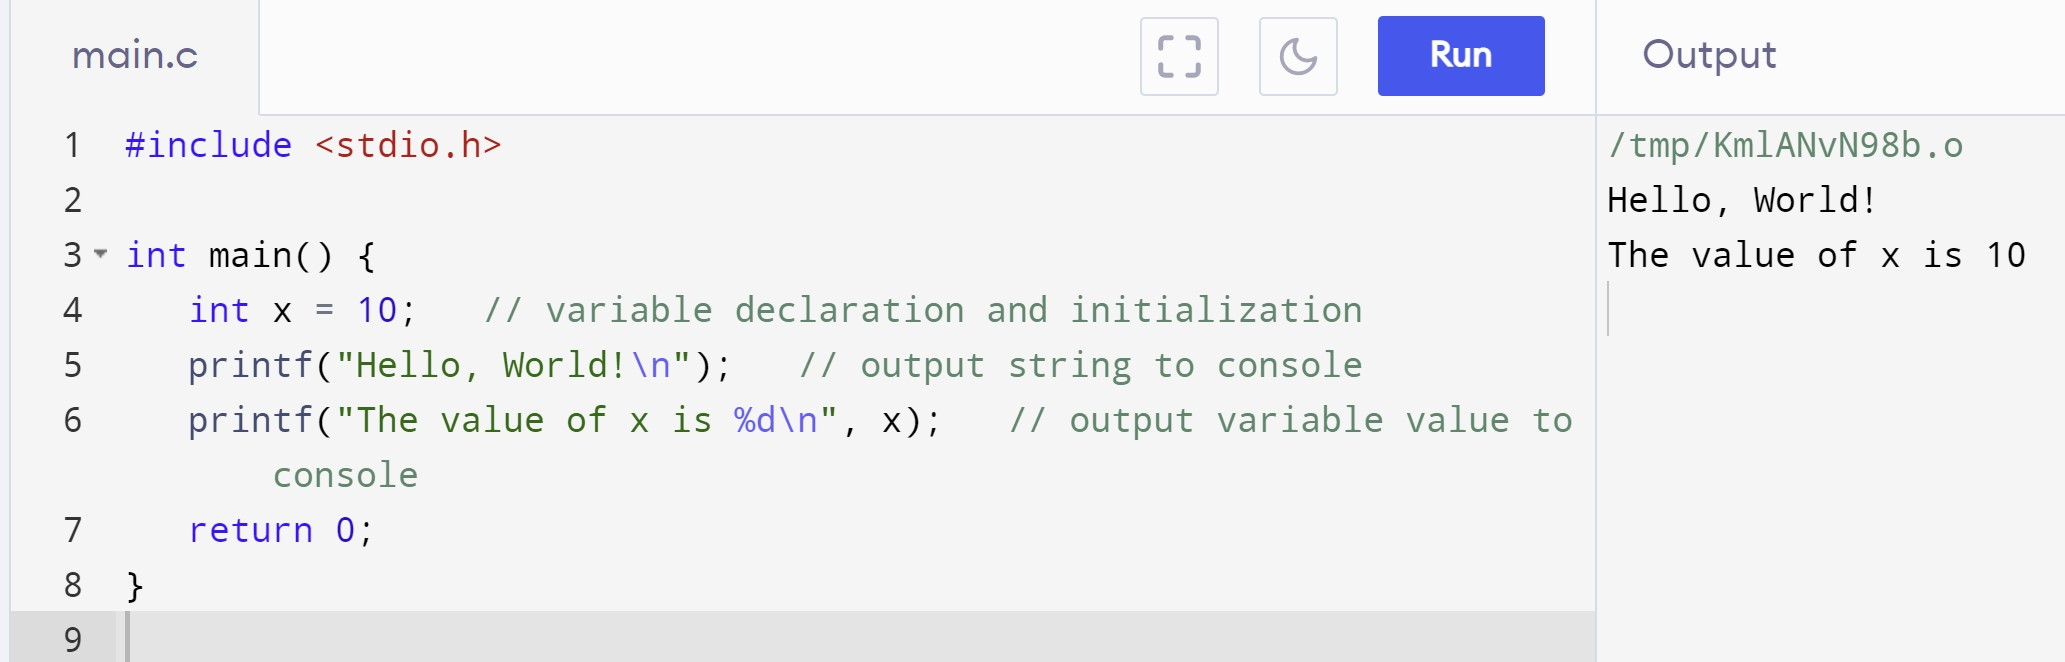 main.c
Run
Output
1 #include <stdio.h>
2
3 int main() {
4    int x = 10;   // variable declaration and initialization
5    printf("Hello, World!\n");   // output string to console
6    printf("The value of x is %d\n", x);   // output variable value to
        console
7    return 0;
8 }
9
/tmp/KmlANvN98b.o
Hello, World!
The value of x is 10